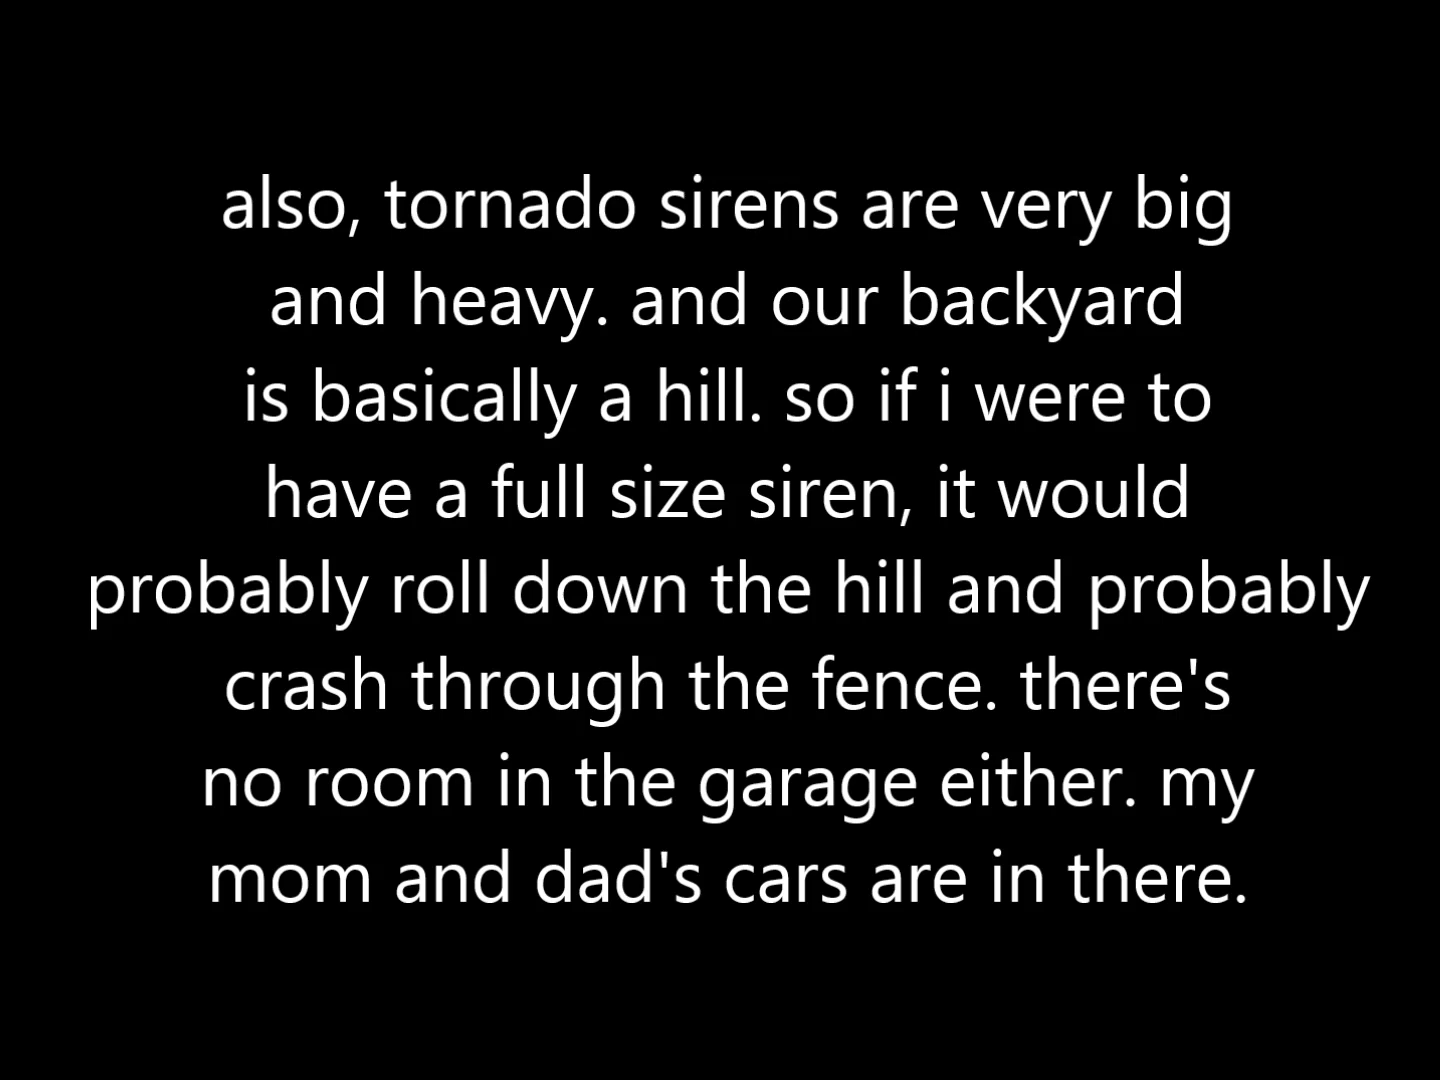 also, tornado sirens are very big
and heavy. and our backyard
is basically a hill. so if i were to
have a full size siren, it would
probably roll down the hill and probably
crash through the fence. there's
no room in the garage either. my
mom and dad's cars are in there.